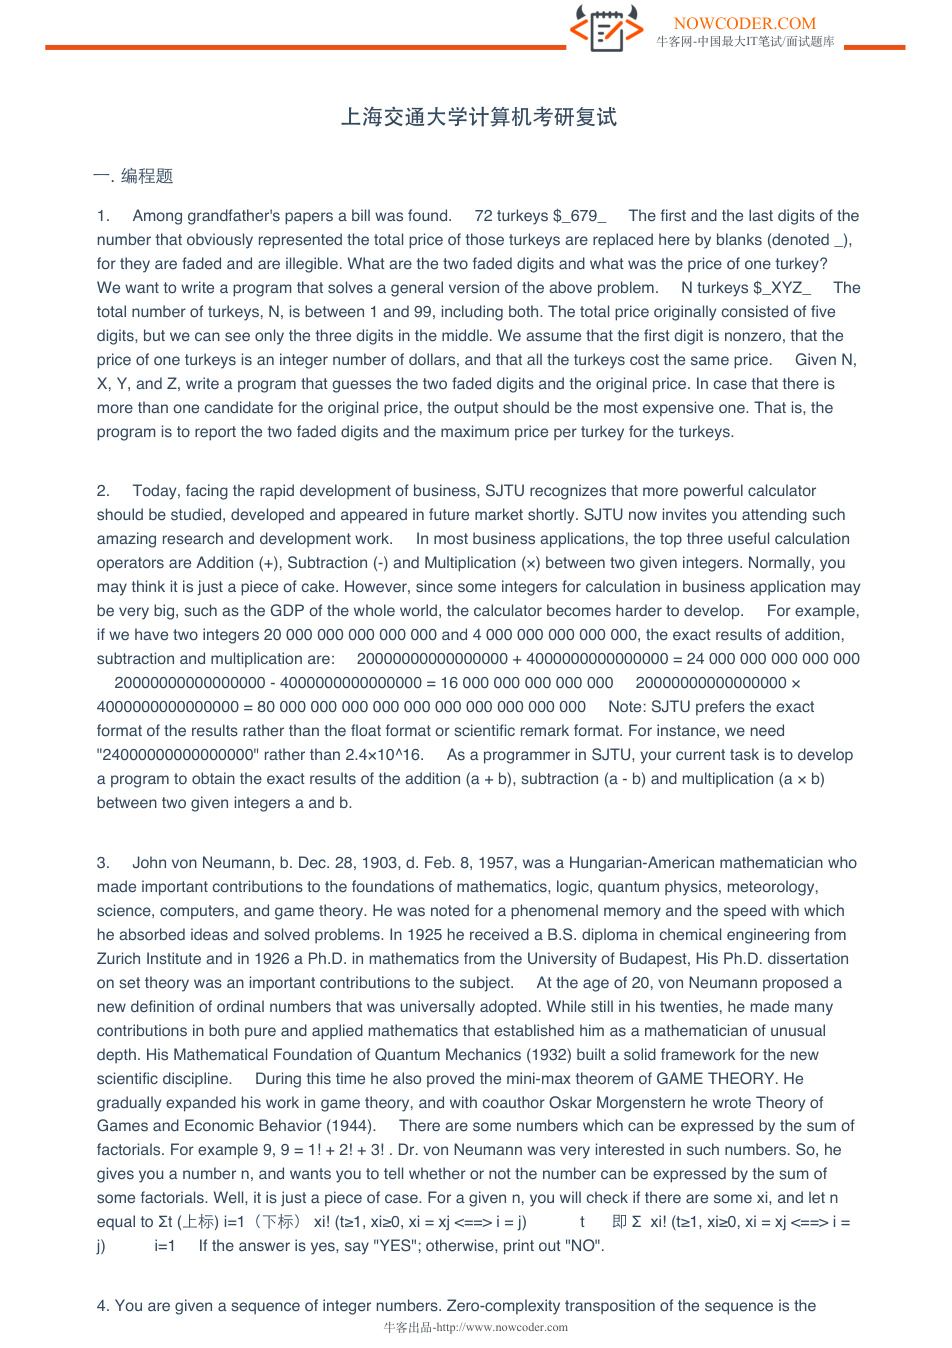 NOWCODER.COM
牛客网-中国最大IT笔试/面试题库
上海交通大学计算机考研复试
一. 编程题
1. Among grandfather's papers a bill was found. 72 turkeys $_679_ The first and the last digits of the
number that obviously represented the total price of those turkeys are replaced here by blanks (denoted _),
for they are faded and are illegible. What are the two faded digits and what was the price of one turkey?
We want to write a program that solves a general version of the above problem. N turkeys $_XYZ_ The
total number of turkeys, N, is between 1 and 99, including both. The total price originally consisted of five
digits, but we can see only the three digits in the middle. We assume that the first digit is nonzero, that the
price of one turkeys is an integer number of dollars, and that all the turkeys cost the same price. Given N,
X, Y, and Z, write a program that guesses the two faded digits and the original price. In case that there is
more than one candidate for the original price, the output should be the most expensive one. That is, the
program is to report the two faded digits and the maximum price per turkey for the turkeys.
2. Today, facing the rapid development of business, SJTU recognizes that more powerful calculator
should be studied, developed and appeared in future market shortly. SJTU now invites you attending such
amazing research and development work. In most business applications, the top three useful calculation
operators are Addition (+), Subtraction (-) and Multiplication (×) between two given integers. Normally, you
may think it is just a piece of cake. However, since some integers for calculation in business application may
be very big, such as the GDP of the whole world, the calculator becomes harder to develop. For example,
if we have two integers 20 000 000 000 000 000 and 4 000 000 000 000 000, the exact results of addition,
subtraction and multiplication are: 20000000000000000 + 4000000000000000 = 24 000 000 000 000 000
20000000000000000 - 4000000000000000 = 16 000 000 000 000 000 20000000000000000 ×
4000000000000000 = 80 000 000 000 000 000 000 000 000 000 000 Note: SJTU prefers the exact
format of the results rather than the float format or scientific remark format. For instance, we need
"24000000000000000" rather than 2.4×10^16. As a programmer in SJTU, your current task is to develop
a program to obtain the exact results of the addition (a + b), subtraction (a - b) and multiplication (a × b)
between two given integers a and b.
3. John von Neumann, b. Dec. 28, 1903, d. Feb. 8, 1957, was a Hungarian-American mathematician who
made important contributions to the foundations of mathematics, logic, quantum physics, meteorology,
science, computers, and game theory. He was noted for a phenomenal memory and the speed with which
he absorbed ideas and solved problems. In 1925 he received a B.S. diploma in chemical engineering from
Zurich Institute and in 1926 a Ph.D. in mathematics from the University of Budapest, His Ph.D. dissertation
on set theory was an important contributions to the subject. At the age of 20, von Neumann proposed a
new definition of ordinal numbers that was universally adopted. While still in his twenties, he made many
contributions in both pure and applied mathematics that established him as a mathematician of unusual
depth. His Mathematical Foundation of Quantum Mechanics (1932) built a solid framework for the new
scientific discipline. During this time he also proved the mini-max theorem of GAME THEORY. He
gradually expanded his work in game theory, and with coauthor Oskar Morgenstern he wrote Theory of
Games and Economic Behavior (1944). There are some numbers which can be expressed by the sum of
factorials. For example 9, 9 = 1! + 2! + 3! . Dr. von Neumann was very interested in such numbers. So, he
gives you a number n, and wants you to tell whether or not the number can be expressed by the sum of
some factorials. Well, it is just a piece of case. For a given n, you will check if there are some xi, and let n
equal to Σt (上标) i=1（下标） xi! (t≥1, xi≥0, xi = xj <==> i = j) t 即 Σ xi! (t≥1, xi≥0, xi = xj <==> i =
j) i=1 If the answer is yes, say "YES"; otherwise, print out "NO".
4. You are given a sequence of integer numbers. Zero-complexity transposition of the sequence is the
牛客出品-http://www.nowcoder.com